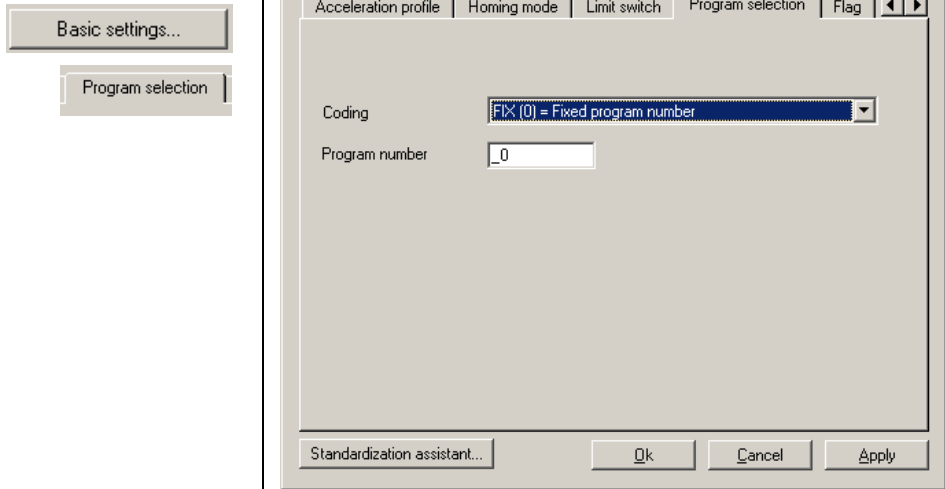 Basic settings...
Program selection
Acceleration profile Homing mode Limit switch Program selection Flag
Coding FIX (0) = Fixed program number
Program number _0
Standardization assistant... Ok Cancel Apply